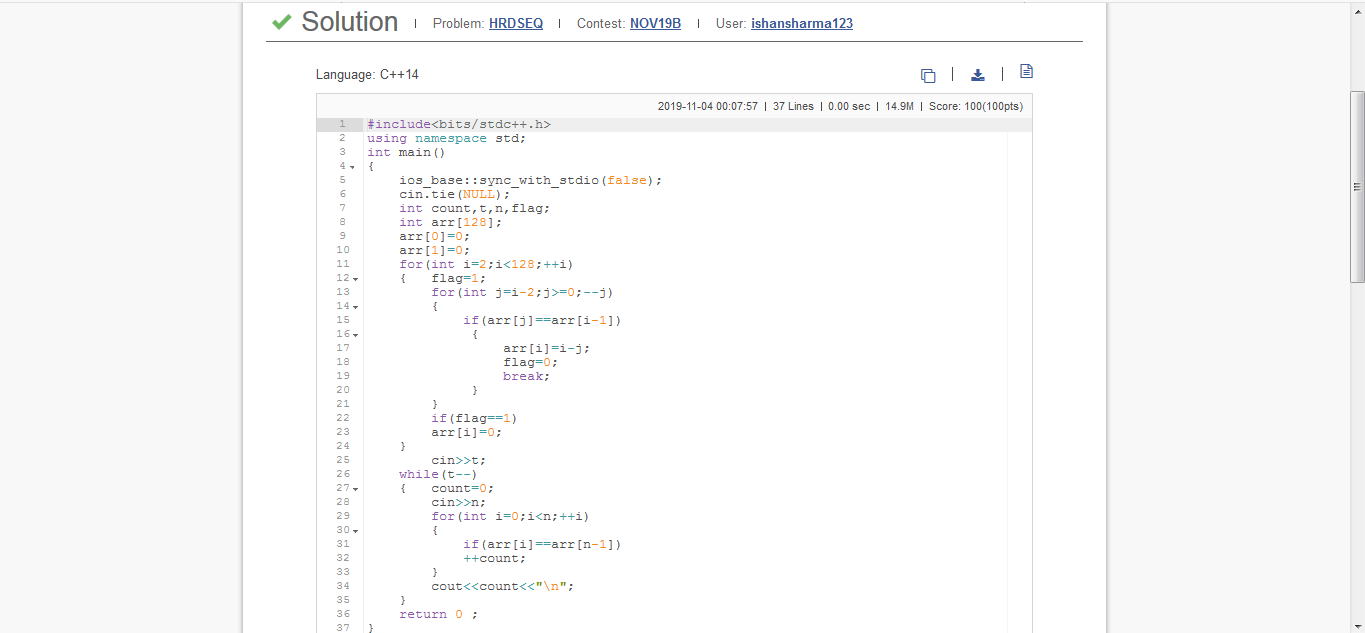 Solution | Problem: HRDSEQ | Contest: NOV19B | User: ishansharma123
Language: C++14
2019-11-04 00:07:57 | 37 Lines | 0.00 sec | 14.9M | Score: 100(100pts)
1 #include<bits/stdc++.h>
2 using namespace std;
3 int main()
4 {
5     ios_base::sync_with_stdio(false);
6     cin.tie(NULL);
7     int count,t,n,flag;
8     int arr[128];
9     arr[0]=0;
10     arr[1]=0;
11     for(int i=2;i<128;++i)
12     {   flag=1;
13         for(int j=i-2;j>=0;--j)
14         {
15             if(arr[j]==arr[i-1])
16              {
17                  arr[i]=i-j;
18                  flag=0;
19                  break;
20              }
21         }
22         if(flag==1)
23         arr[i]=0;
24     }
25         cin>>t;
26     while(t--)
27     {   count=0;
28         cin>>n;
29         for(int i=0;i<n;++i)
30         {
31             if(arr[i]==arr[n-1])
32             ++count;
33         }
34         cout<<count<<"\n";
35     }
36     return 0 ;
37 }